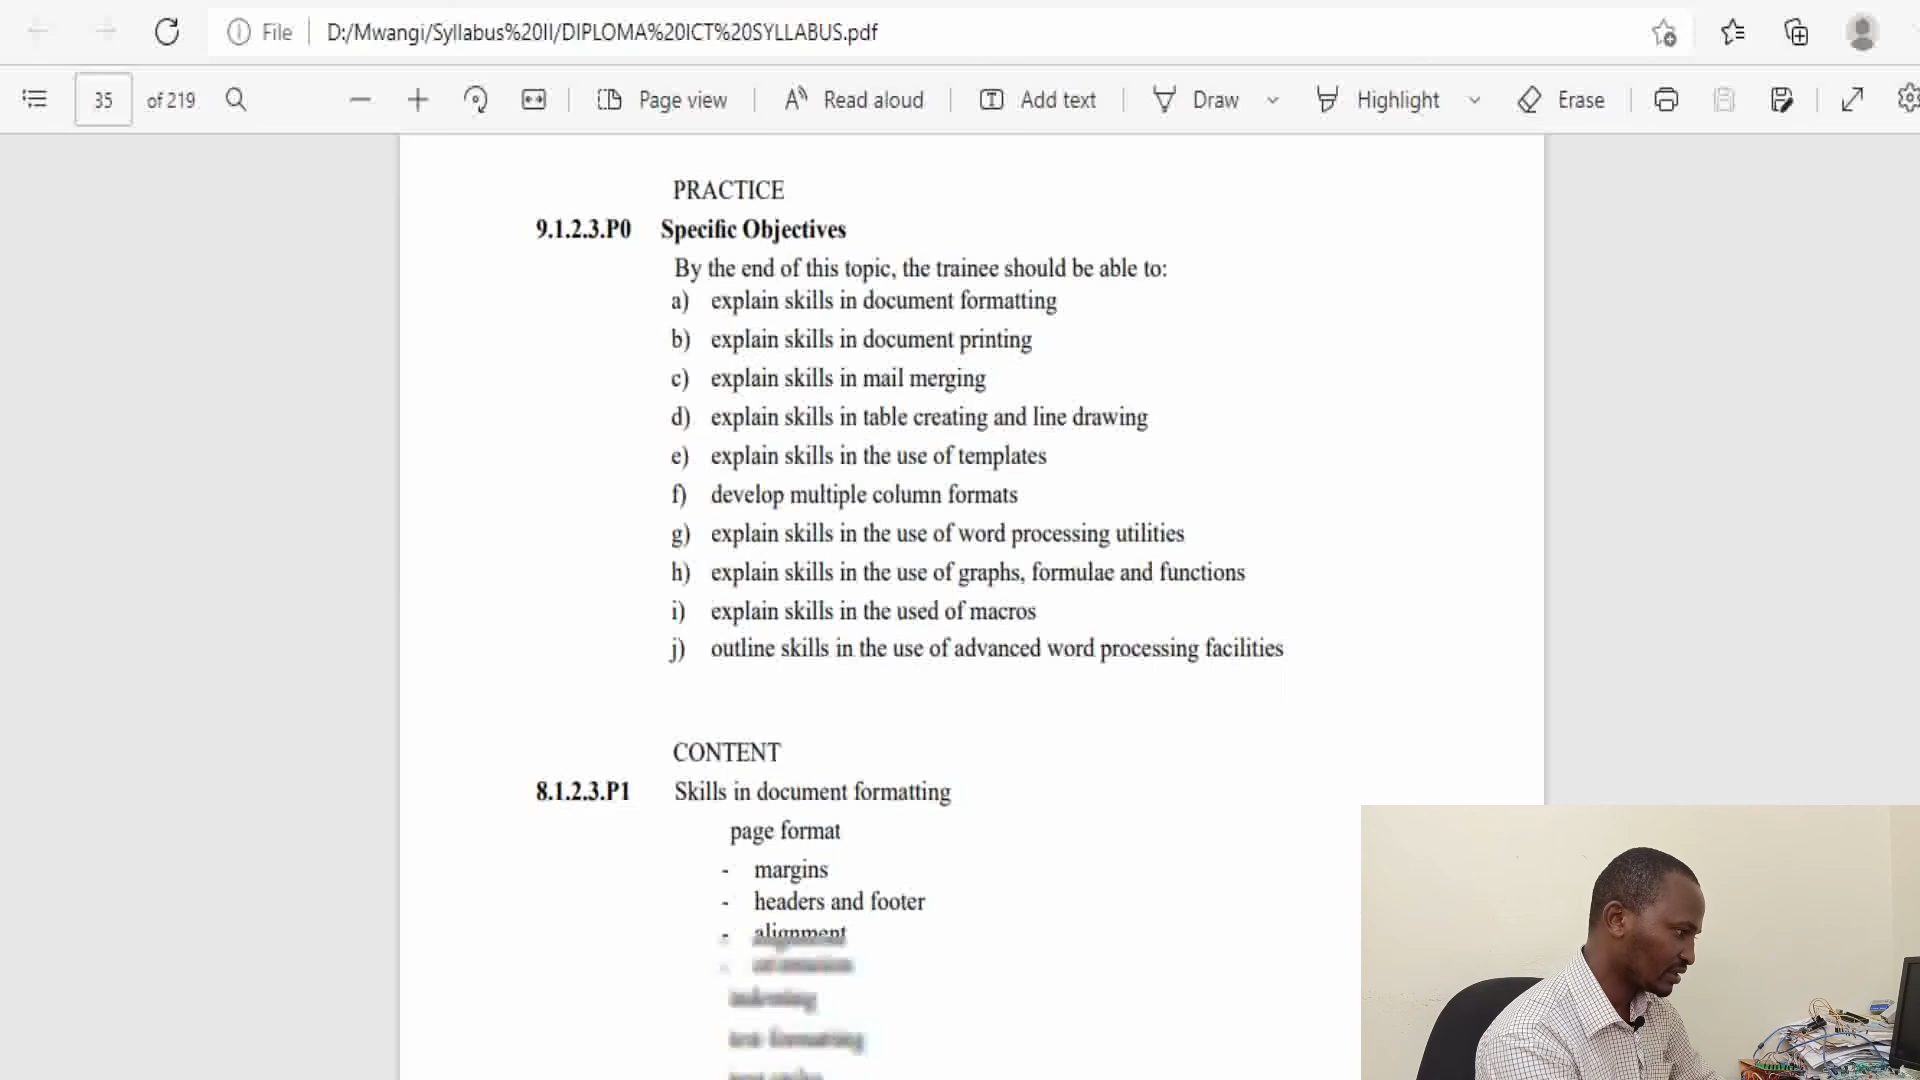 File D:/Mwangi/Syllabus%20II/DIPLOMA%20ICT%20SYLLABUS.pdf
35 of 219 Page view Read aloud Add text Draw Highlight Erase
PRACTICE
9.1.2.3.P0 Specific Objectives
By the end of this topic, the trainee should be able to:
a) explain skills in document formatting
b) explain skills in document printing
c) explain skills in mail merging
d) explain skills in table creating and line drawing
e) explain skills in the use of templates
f) develop multiple column formats
g) explain skills in the use of word processing utilities
h) explain skills in the use of graphs, formulae and functions
i) explain skills in the used of macros
j) outline skills in the use of advanced word processing facilities
CONTENT
8.1.2.3.P1 Skills in document formatting
page format
- margins
- headers and footer
- alignment
text formatting